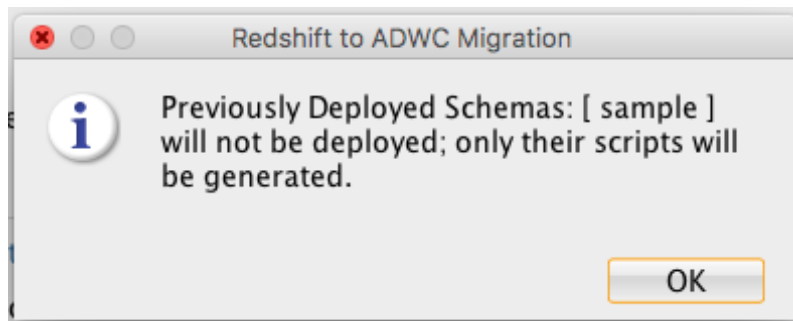 Redshift to ADWC Migration
Previously Deployed Schemas: [ sample ]
will not be deployed; only their scripts will
be generated.
OK